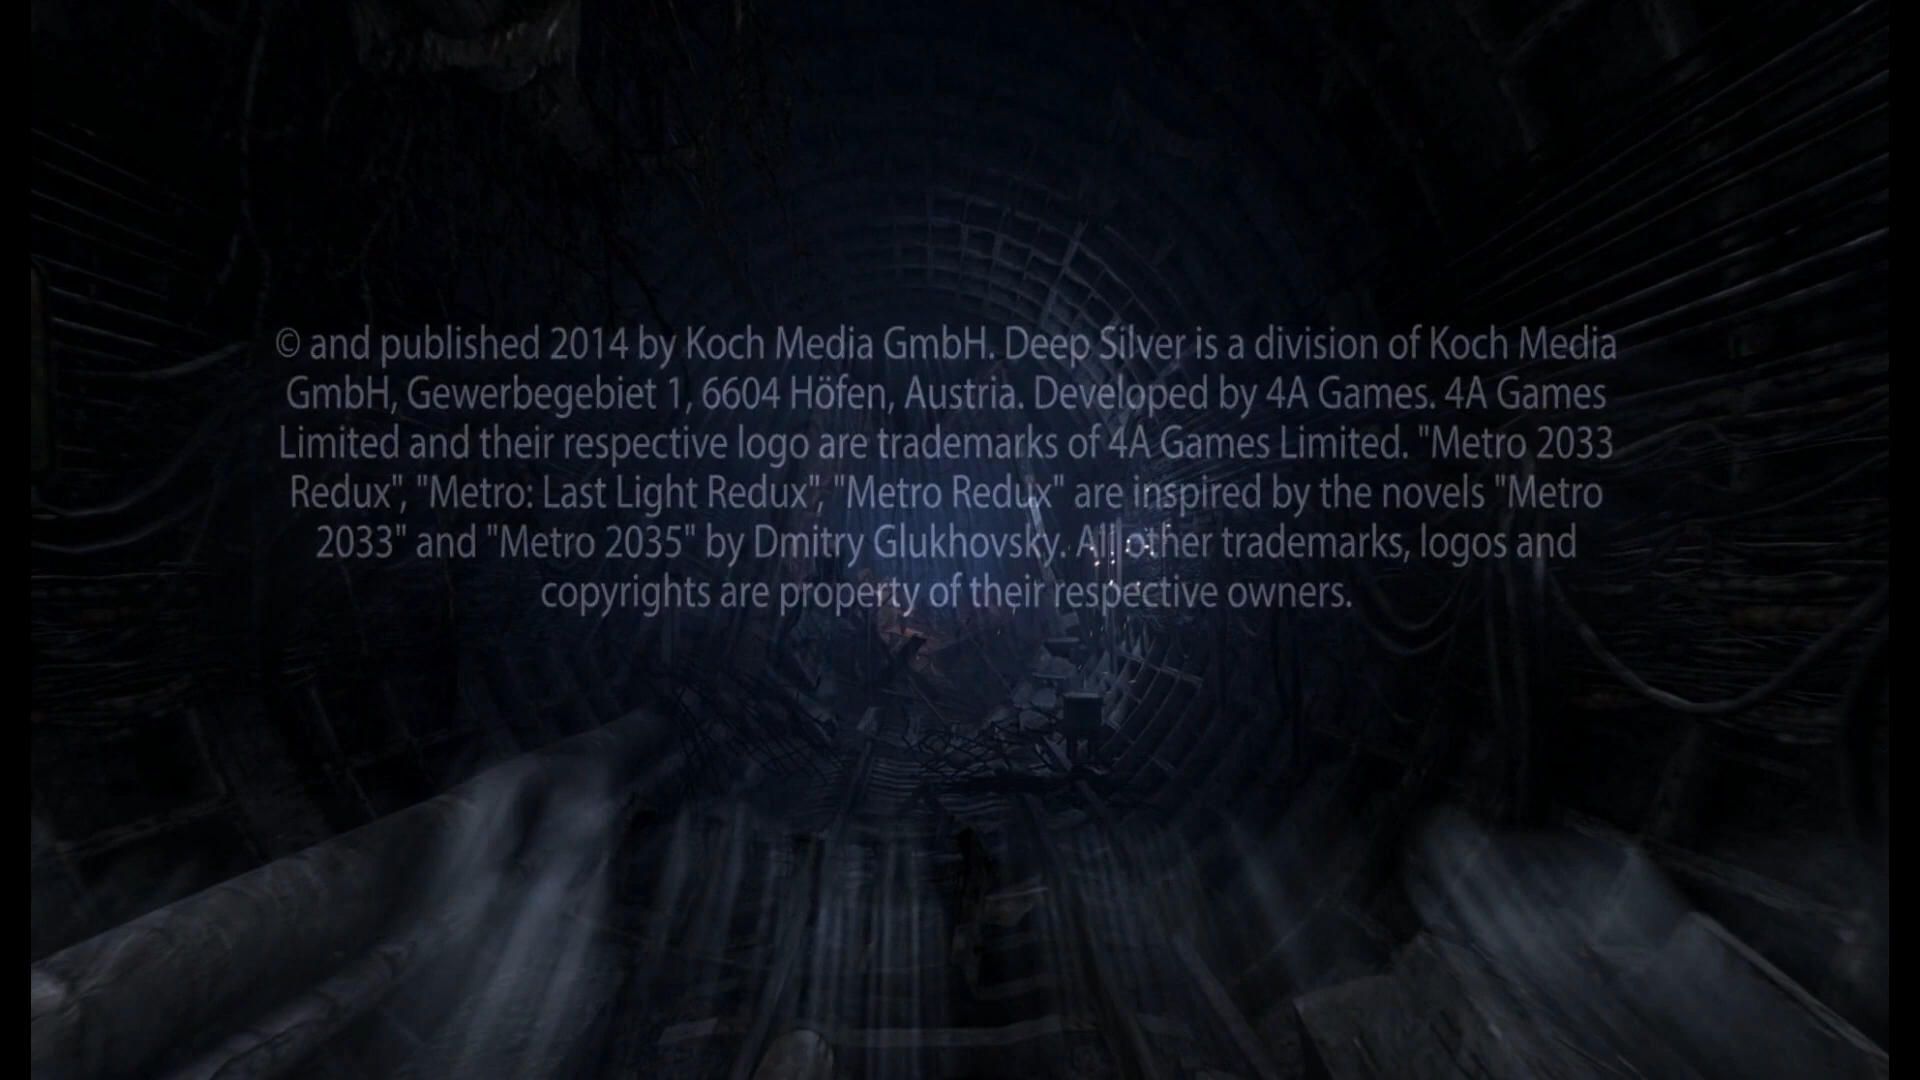 © and published 2014 by Koch Media GmbH. Deep Silver is a division of Koch Media
GmbH, Gewerbegebiet 1, 6604 Höfen, Austria. Developed by 4A Games. 4A Games
Limited and their respective logo are trademarks of 4A Games Limited. "Metro 2033
Redux", "Metro: Last Light Redux", "Metro Redux" are inspired by the novels "Metro
2033" and "Metro 2035" by Dmitry Glukhovsky. All other trademarks, logos and
copyrights are property of their respective owners.